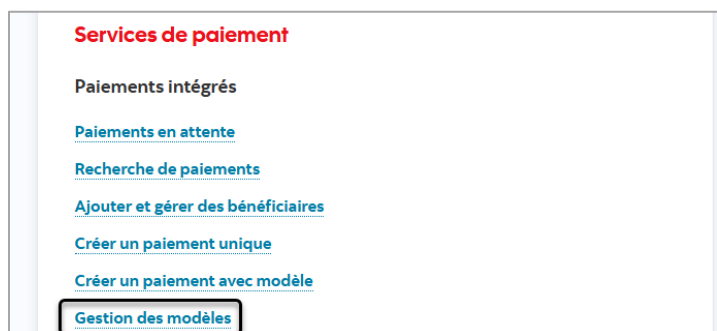 Services de paiement
Paiements intégrés
Paiements en attente
Recherche de paiements
Ajouter et gérer des bénéficiaires
Créer un paiement unique
Créer un paiement avec modèle
Gestion des modèles